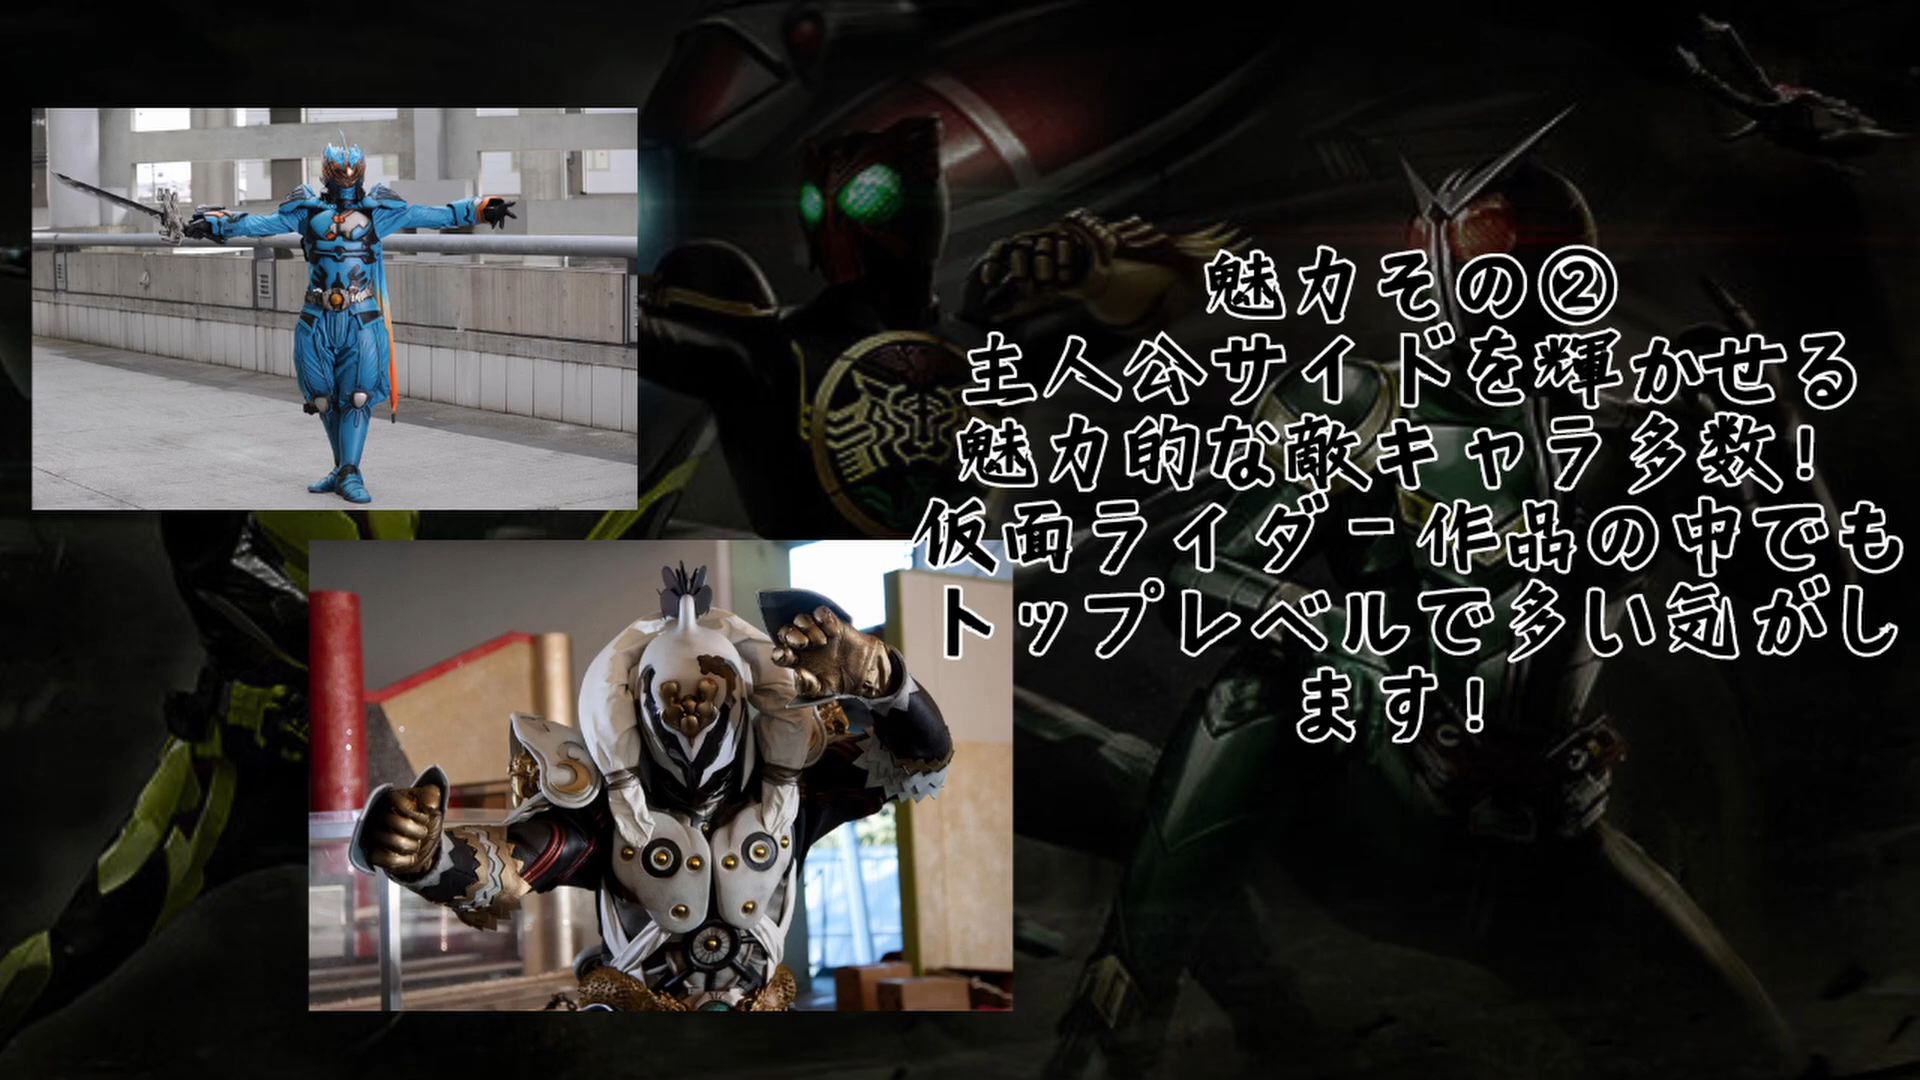 魅力その②
主人公サイドを輝かせる
魅力的な敵キャラ多数!
仮面ライダー作品の中でも
トップレベルで多い気がし
ます!